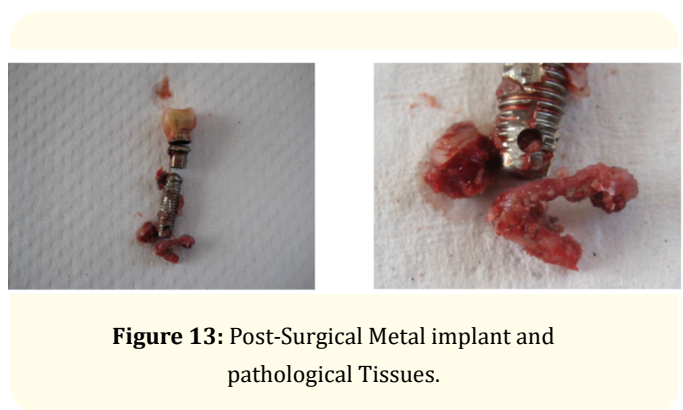 Figure 13: Post-Surgical Metal implant and
pathological Tissues.